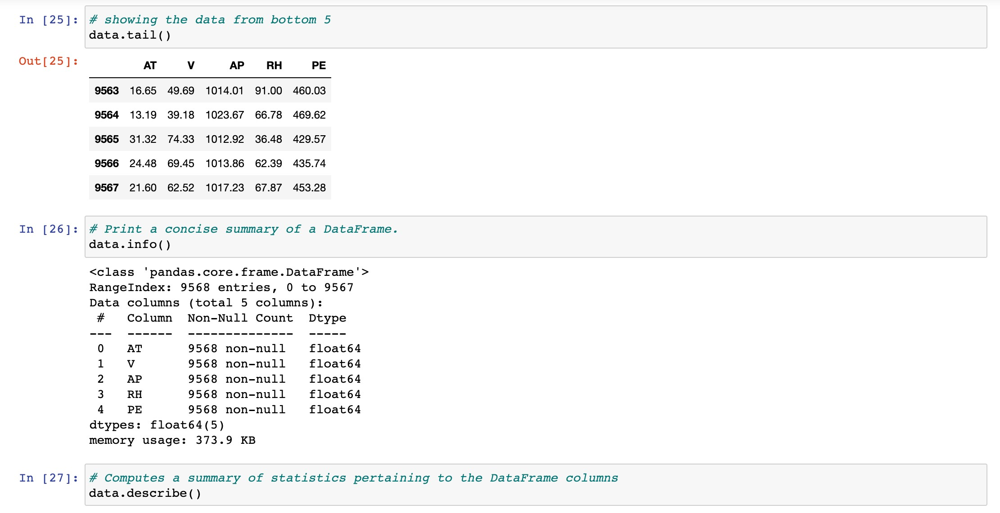 In [25]: # showing the data from bottom 5
data.tail()
Out[25]:
AT V AP RH PE
9563 16.65 49.69 1014.01 91.00 460.03
9564 13.19 39.18 1023.67 66.78 469.62
9565 31.32 74.33 1012.92 36.48 429.57
9566 24.48 69.45 1013.86 62.39 435.74
9567 21.60 62.52 1017.23 67.87 453.28
In [26]: # Print a concise summary of a DataFrame.
data.info()
<class 'pandas.core.frame.DataFrame'>
RangeIndex: 9568 entries, 0 to 9567
Data columns (total 5 columns):
# Column Non-Null Count Dtype
--- ------ -------------- -----
0 AT 9568 non-null float64
1 V 9568 non-null float64
2 AP 9568 non-null float64
3 RH 9568 non-null float64
4 PE 9568 non-null float64
dtypes: float64(5)
memory usage: 373.9 KB
In [27]: # Computes a summary of statistics pertaining to the DataFrame columns
data.describe()